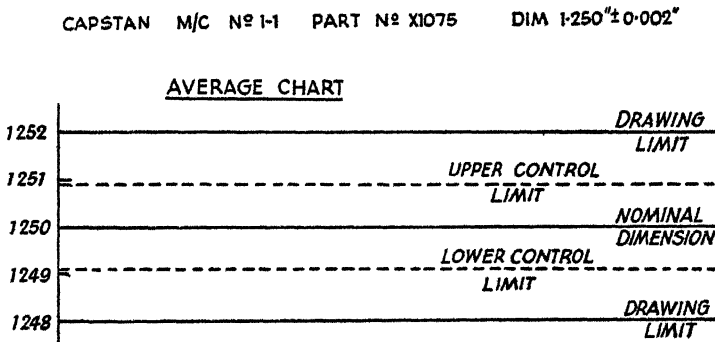 CAPSTAN M/C Nº 1-1 PART Nº X1075 DIM 1·250"± 0·002"
AVERAGE CHART
1252
DRAWING
LIMIT
1251
UPPER CONTROL
LIMIT
1250
NOMINAL
DIMENSION
1249
LOWER CONTROL
LIMIT
1248
DRAWING
LIMIT